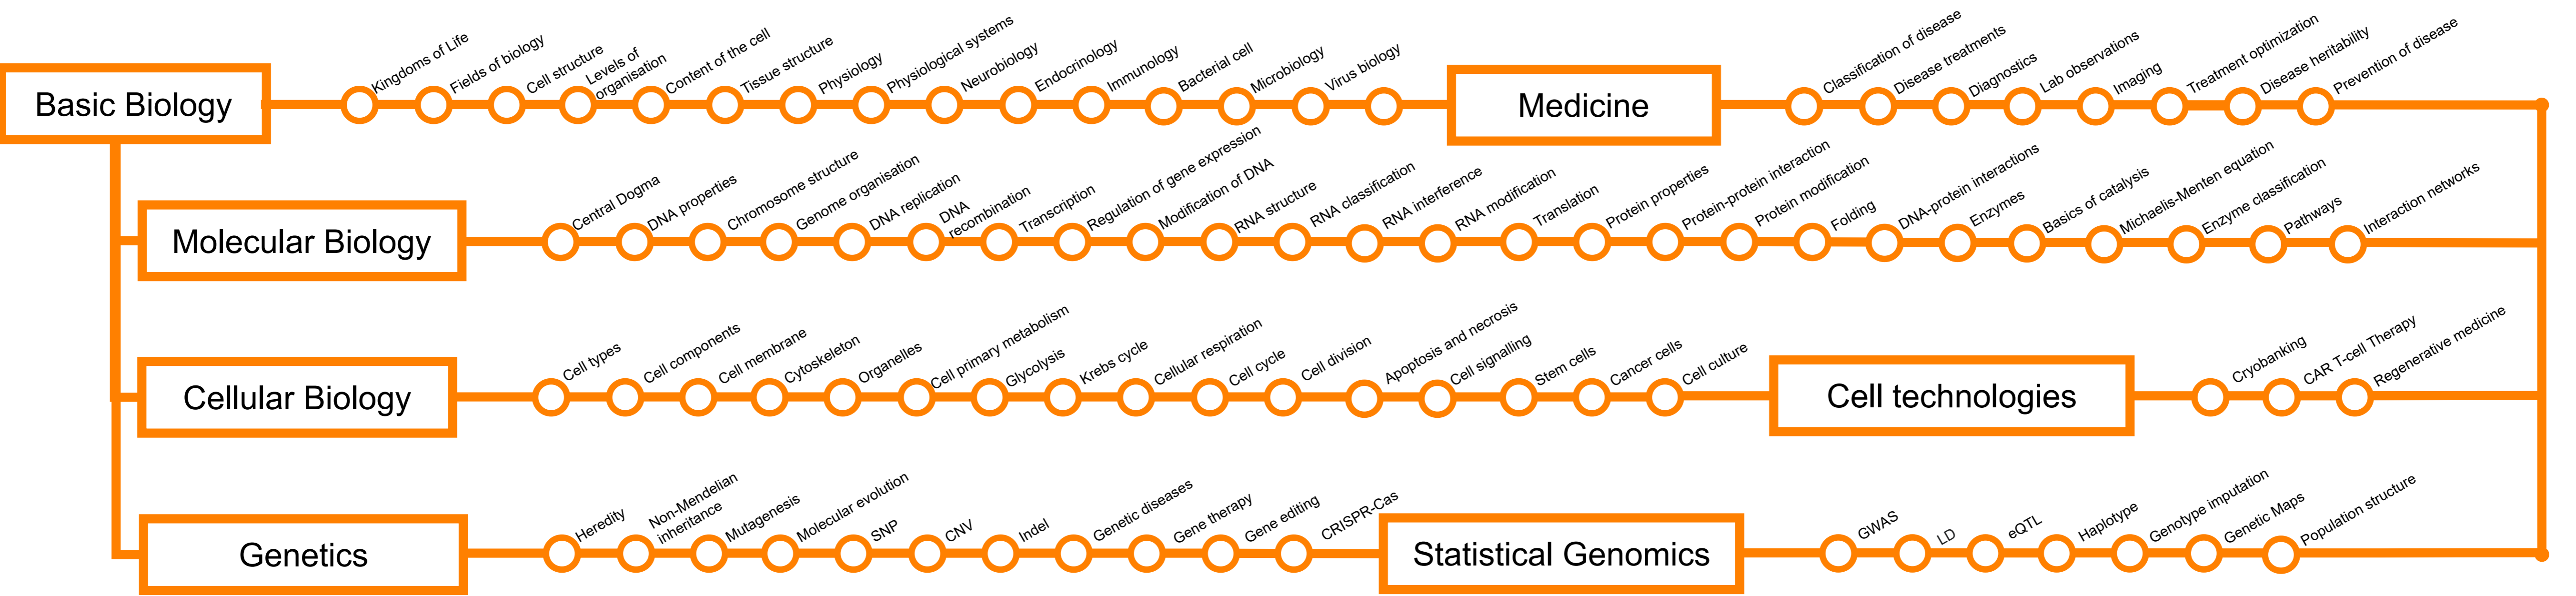 Basic Biology
Kingdoms of Life
Fields of biology
Cell structure
Levels of
organisation
Content of the cell
Tissue structure
Physiology
Physiological systems
Neurobiology
Endocrinology
Immunology
Bacterial cell
Microbiology
Virus biology
Medicine
Classification of disease
Disease treatments
Diagnostics
Lab observations
Imaging
Treatment optimization
Disease heritability
Prevention of disease
Molecular Biology
Central Dogma
DNA properties
Chromosome structure
Genome organisation
DNA replication
DNA
recombination
Transcription
Regulation of gene expression
Modification of DNA
RNA structure
RNA classification
RNA interference
RNA modification
Translation
Protein properties
Protein-protein interaction
Protein modification
Folding
DNA-protein interactions
Enzymes
Basics of catalysis
Michaelis-Menten equation
Enzyme classification
Pathways
Interaction networks
Cellular Biology
Cell types
Cell components
Cell membrane
Cytoskeleton
Organelles
Cell primary metabolism
Glycolysis
Krebs cycle
Cellular respiration
Cell cycle
Cell division
Apoptosis and necrosis
Cell signalling
Stem cells
Cancer cells
Cell culture
Cell technologies
Cryobanking
CAR T-cell Therapy
Regenerative medicine
Genetics
Heredity
Non-Mendelian
inheritance
Mutagenesis
Molecular evolution
SNP
CNV
Indel
Genetic diseases
Gene therapy
Gene editing
CRISPR-Cas
Statistical Genomics
GWAS
LD
eQTL
Haplotype
Genotype imputation
Genetic Maps
Population structure